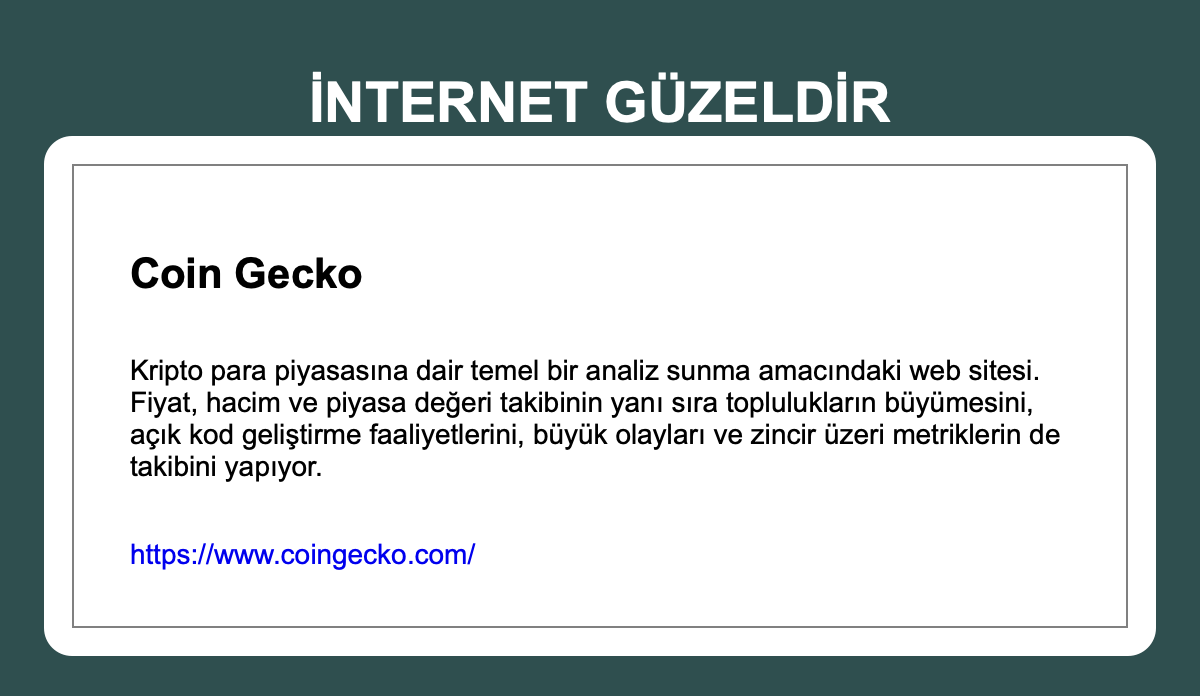 İNTERNET GÜZELDİR
Coin Gecko
Kripto para piyasasına dair temel bir analiz sunma amacındaki web sitesi.
Fiyat, hacim ve piyasa değeri takibinin yanı sıra toplulukların büyümesini,
açık kod geliştirme faaliyetlerini, büyük olayları ve zincir üzeri metriklerin de
takibini yapıyor.
https://www.coingecko.com/